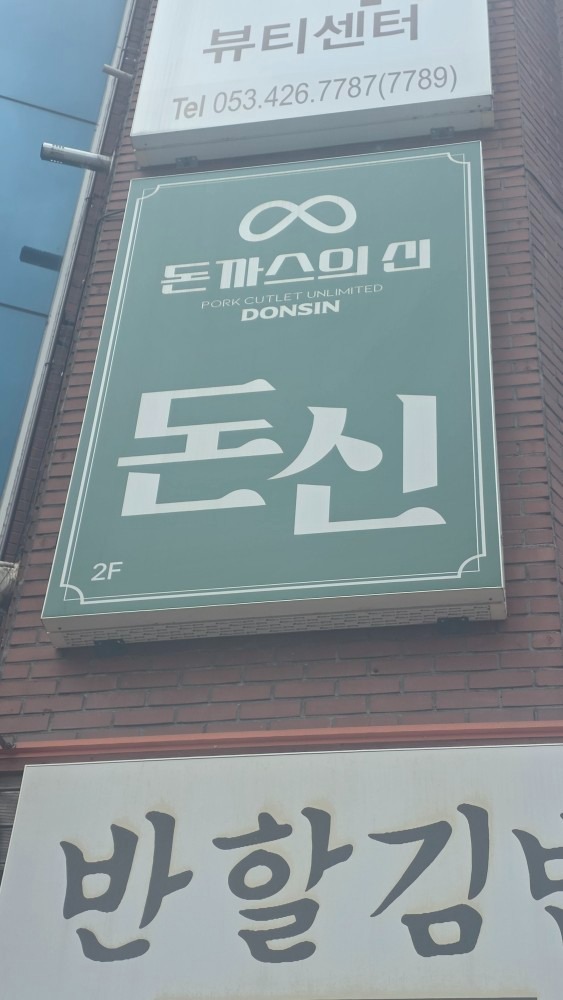 뷰티센터
Tel 053.426.7787(7789)
돈까스의 신
PORK CUTLET UNLIMITED
DONSIN
돈신
2F
반할김